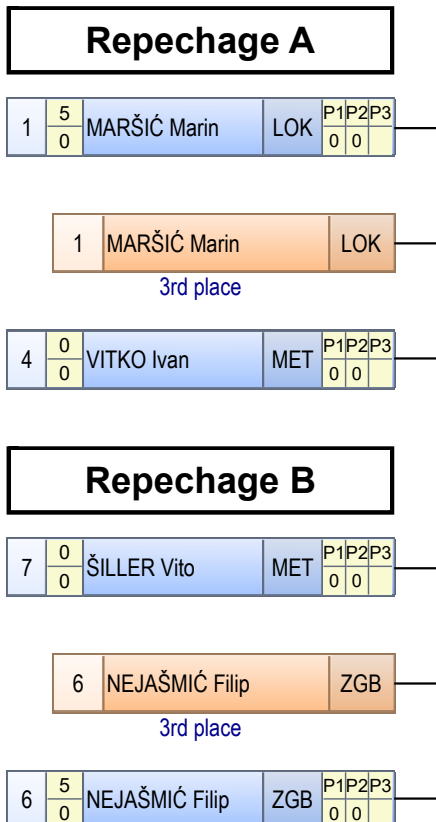 Repechage A
1 5 0 MARŠIĆ Marin LOK P1 P2 P3 0 0
1 MARŠIĆ Marin LOK
3rd place
4 0 0 VITKO Ivan MET P1 P2 P3 0 0
Repechage B
7 0 0 ŠILLER Vito MET P1 P2 P3 0 0
6 NEJAŠMIĆ Filip ZGB
3rd place
6 5 0 NEJAŠMIĆ Filip ZGB P1 P2 P3 0 0